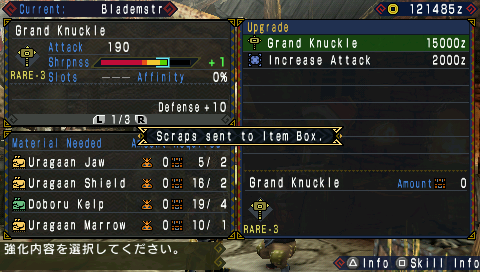 Current: Blademstr
121485z
Grand Knuckle
Attack 190
Shrpnss +1
RARE-3
Slots --- Affinity 0%
Defense+10
L 1/3 R
Upgrade
Grand Knuckle 15000z
Increase Attack 2000z
Scraps sent to Item Box.
Material Needed
Uragaan Jaw 0 5/ 2
Uragaan Shield 0 16/ 2
Doboru Kelp 0 19/ 4
Uragaan Marrow 0 10/ 1
Grand Knuckle Amount 0
RARE-3
強化内容を選択してください。
△ Info □ Skill Info